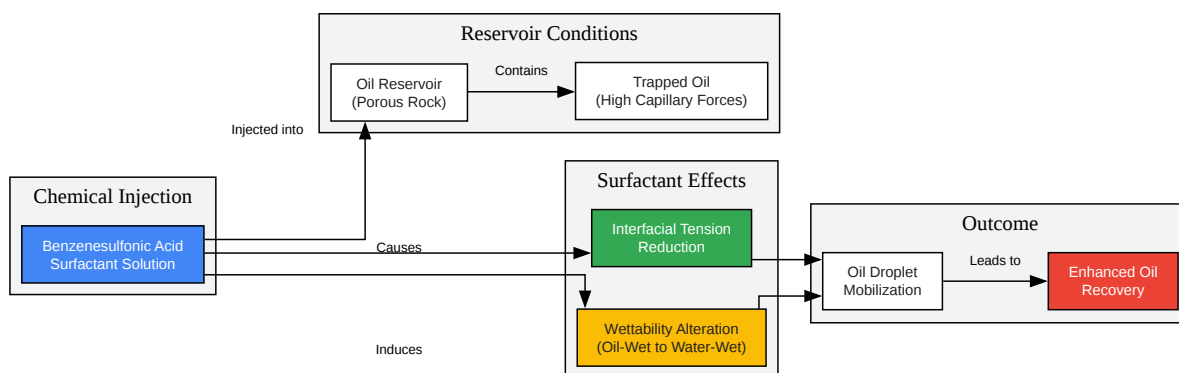 Reservoir Conditions
Oil Reservoir
(Porous Rock)
Contains
Trapped Oil
(High Capillary Forces)
Injected into
Chemical Injection
Benzenesulfonic Acid
Surfactant Solution
Causes
Induces
Surfactant Effects
Interfacial Tension
Reduction
Wettability Alteration
(Oil-Wet to Water-Wet)
Outcome
Oil Droplet
Mobilization
Leads to
Enhanced Oil
Recovery